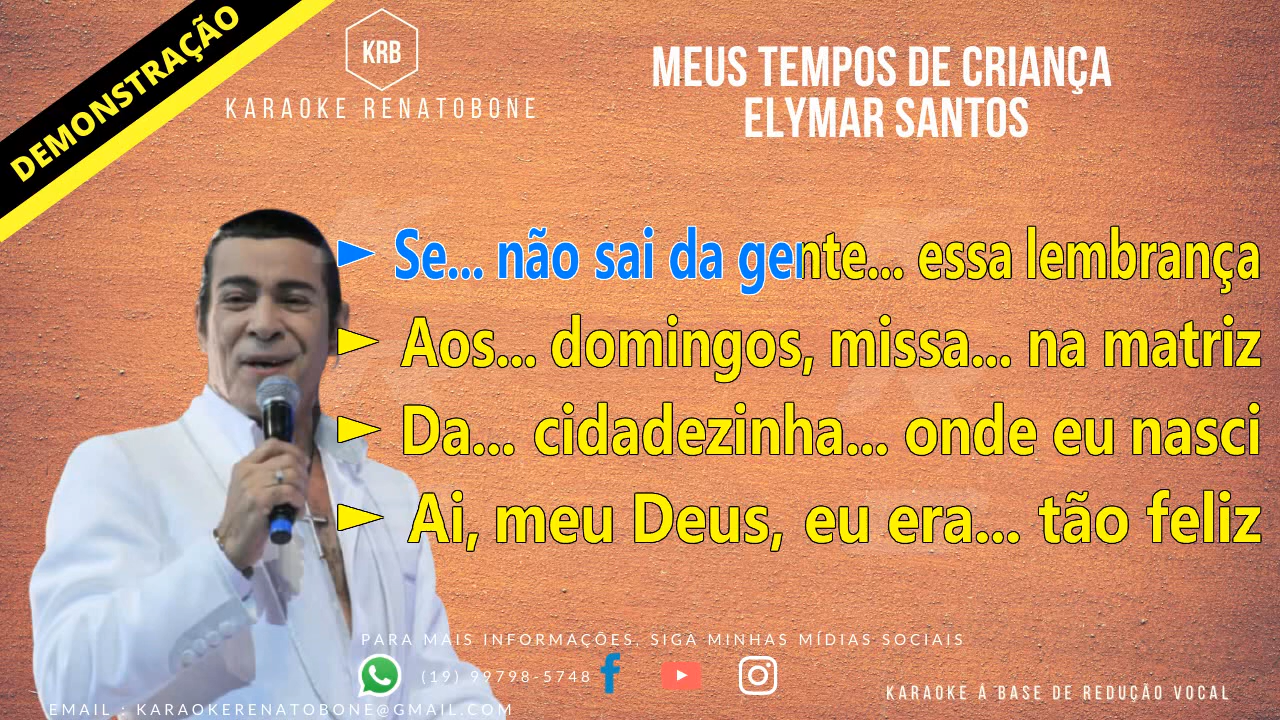 DEMONSTRAÇÃO
KRB
KARAOKE RENATOBONE
MEUS TEMPOS DE CRIANÇA
ELYMAR SANTOS
Se... não sai da gente... essa lembrança
Aos... domingos, missa... na matriz
Da... cidadezinha... onde eu nasci
Ai, meu Deus, eu era... tão feliz
PARA MAIS INFORMAÇÕES, SIGA MINHAS MÍDIAS SOCIAIS
(19) 99798-5748
KARAOKE Á BASE DE REDUÇÃO VOCAL
EMAIL : KARAOKERENATOBONE@GMAIL.COM